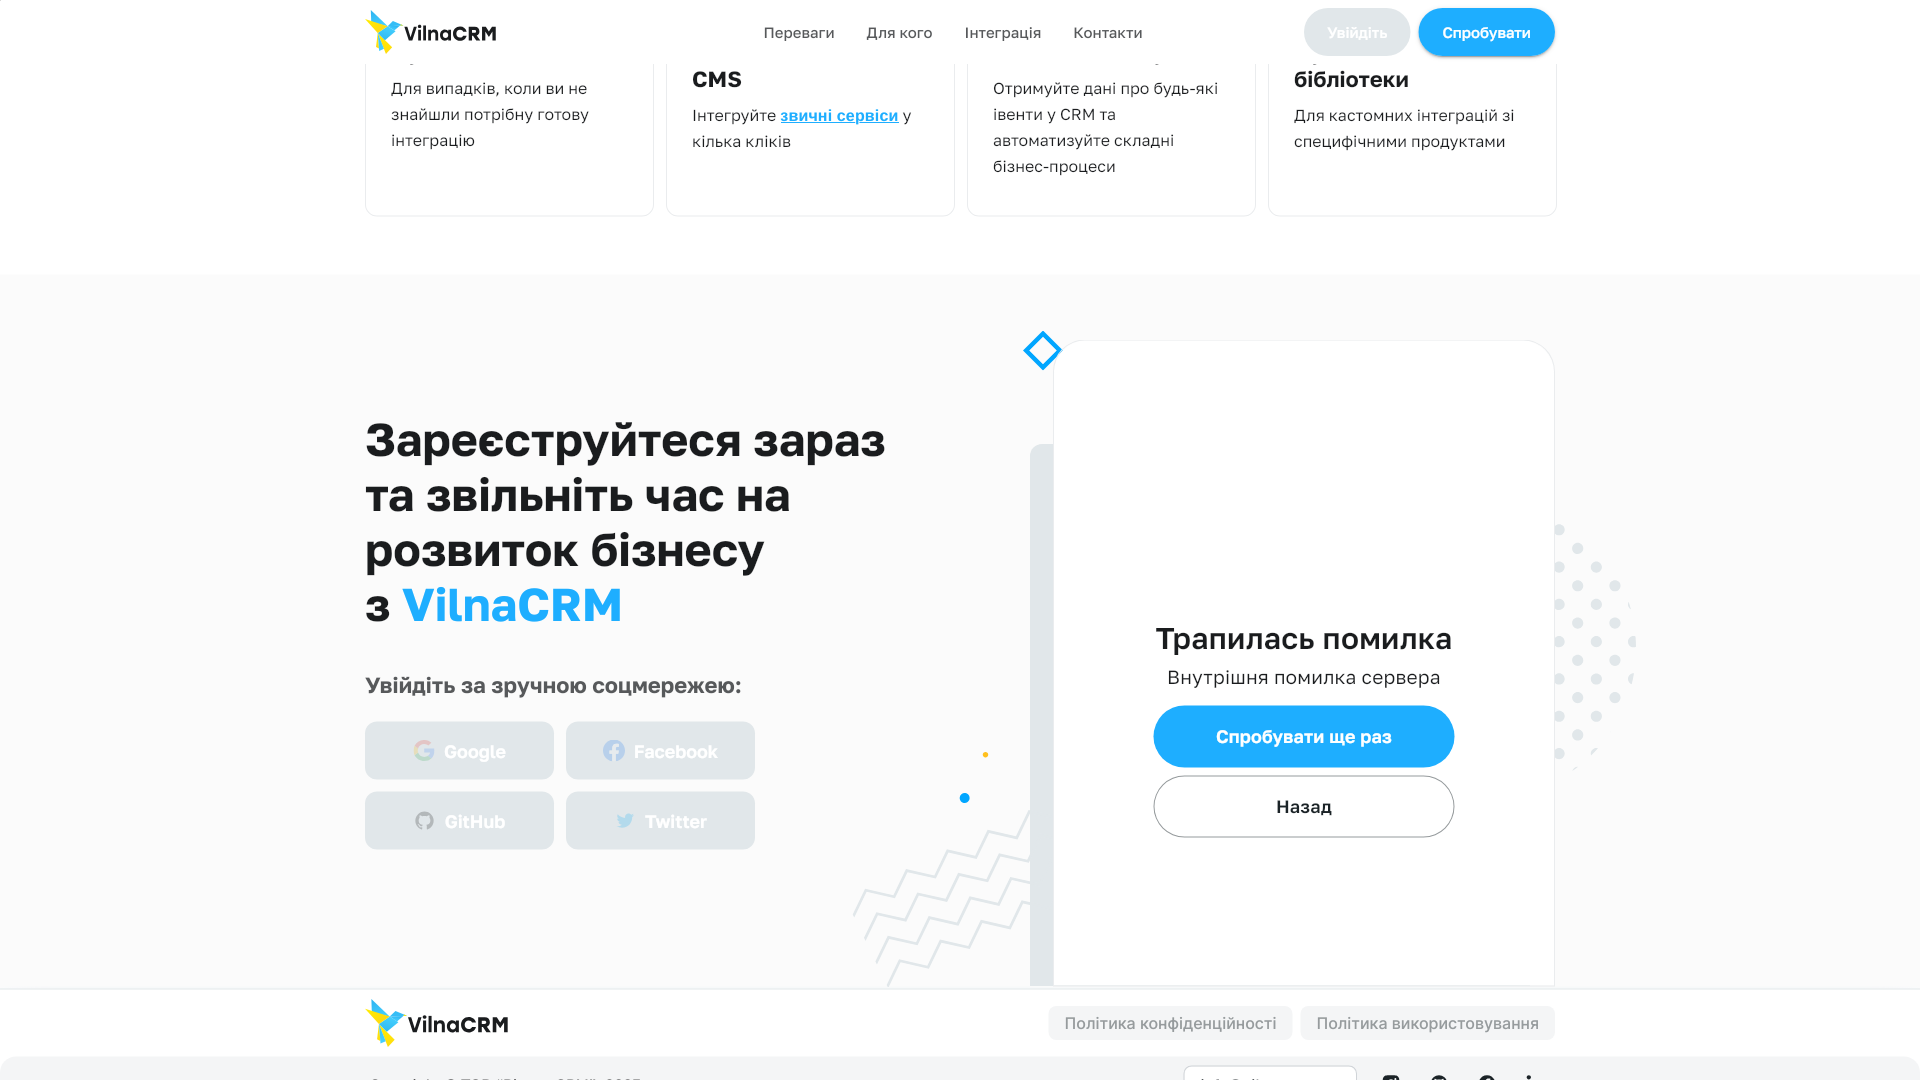 VilnaCRM
Переваги
Для кого
Інтеграція
Контакти
Увійдіть
Спробувати
Для випадків, коли ви не
знайшли потрібну готову
інтеграцію
CMS
Інтегруйте звичні сервіси у
кілька кліків
Отримуйте дані про будь-які
івенти у CRM та
автоматизуйте складні
бізнес-процеси
бібліотеки
Для кастомних інтеграцій зі
специфічними продуктами
Зареєструйтеся зараз
та звільніть час на
розвиток бізнесу
з VilnaCRM
Увійдіть за зручною соцмережею:
Google
Facebook
GitHub
Twitter
Трапилась помилка
Внутрішня помилка сервера
Спробувати ще раз
Назад
VilnaCRM
Політика конфіденційності
Політика використовування